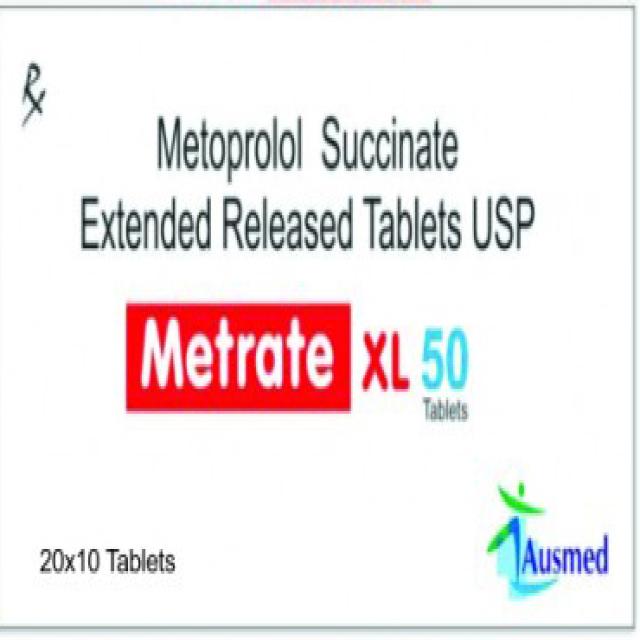 Rx
Metoprolol Succinate
Extended Released Tablets USP
Metrate XL 50
Tablets
20x10 Tablets
Ausmed